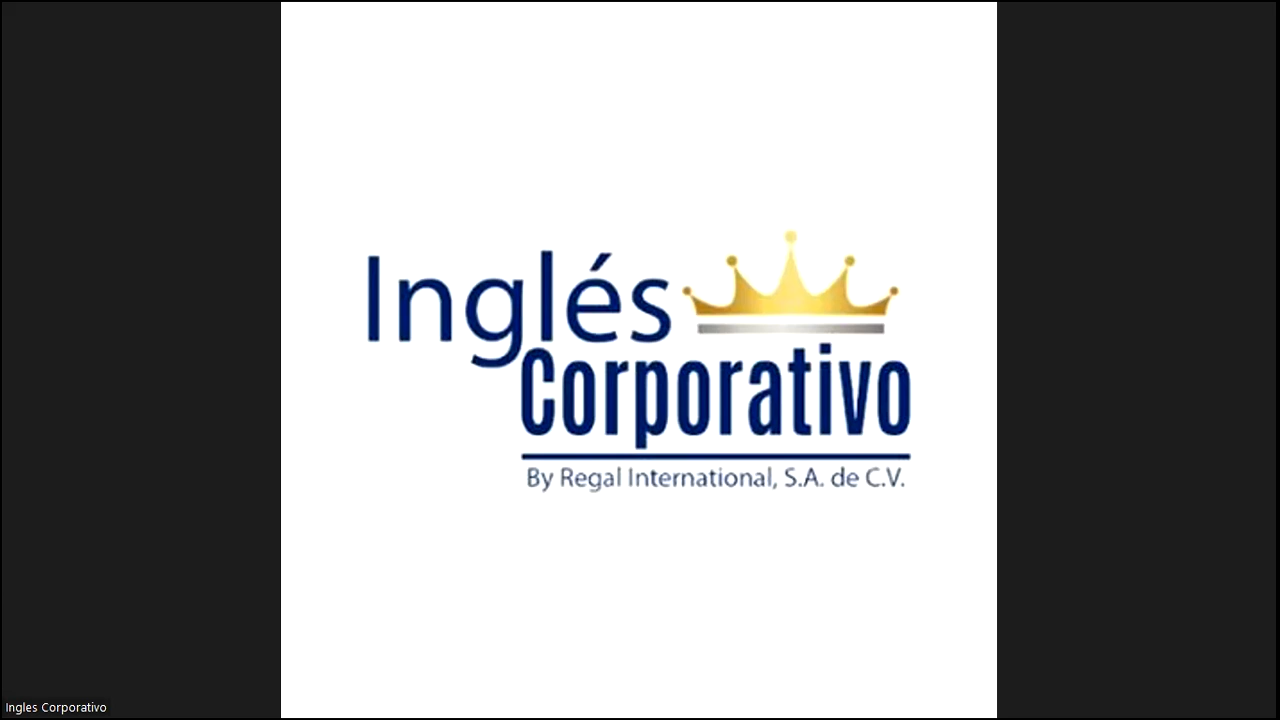 Inglés
Corporativo
By Regal International, S.A. de C.V.
Ingles Corporativo